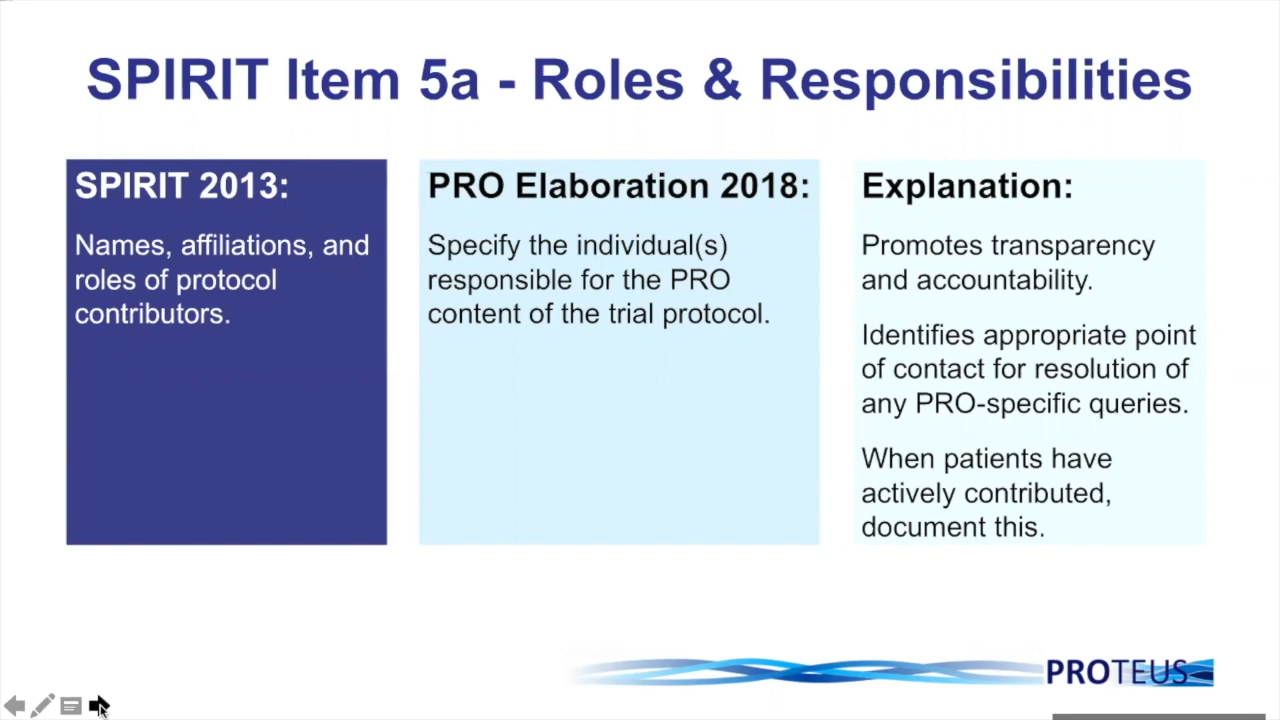 SPIRIT Item 5a - Roles & Responsibilities
SPIRIT 2013:
Names, affiliations, and
roles of protocol
contributors.
PRO Elaboration 2018:
Specify the individual(s)
responsible for the PRO
content of the trial protocol.
Explanation:
Promotes transparency
and accountability.
Identifies appropriate point
of contact for resolution of
any PRO-specific queries.
When patients have
actively contributed,
document this.
PROTEUS